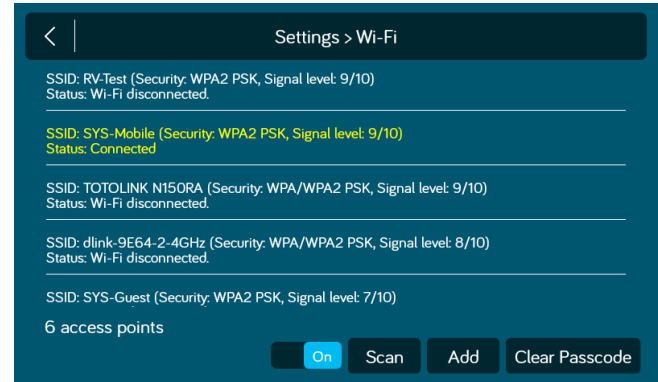 Settings > Wi-Fi
SSID: RV-Test (Security: WPA2 PSK, Signal level: 9/10)
Status: Wi-Fi disconnected.
SSID: SYS-Mobile (Security: WPA2 PSK, Signal level: 9/10)
Status: Connected
SSID: TOTOLINK N150RA (Security: WPA/WPA2 PSK, Signal level: 9/10)
Status: Wi-Fi disconnected.
SSID: dlink-9E64-2-4GHz (Security: WPA/WPA2 PSK, Signal level: 8/10)
Status: Wi-Fi disconnected.
SSID: SYS-Guest (Security: WPA2 PSK, Signal level: 7/10)
6 access points
On Scan Add Clear Passcode